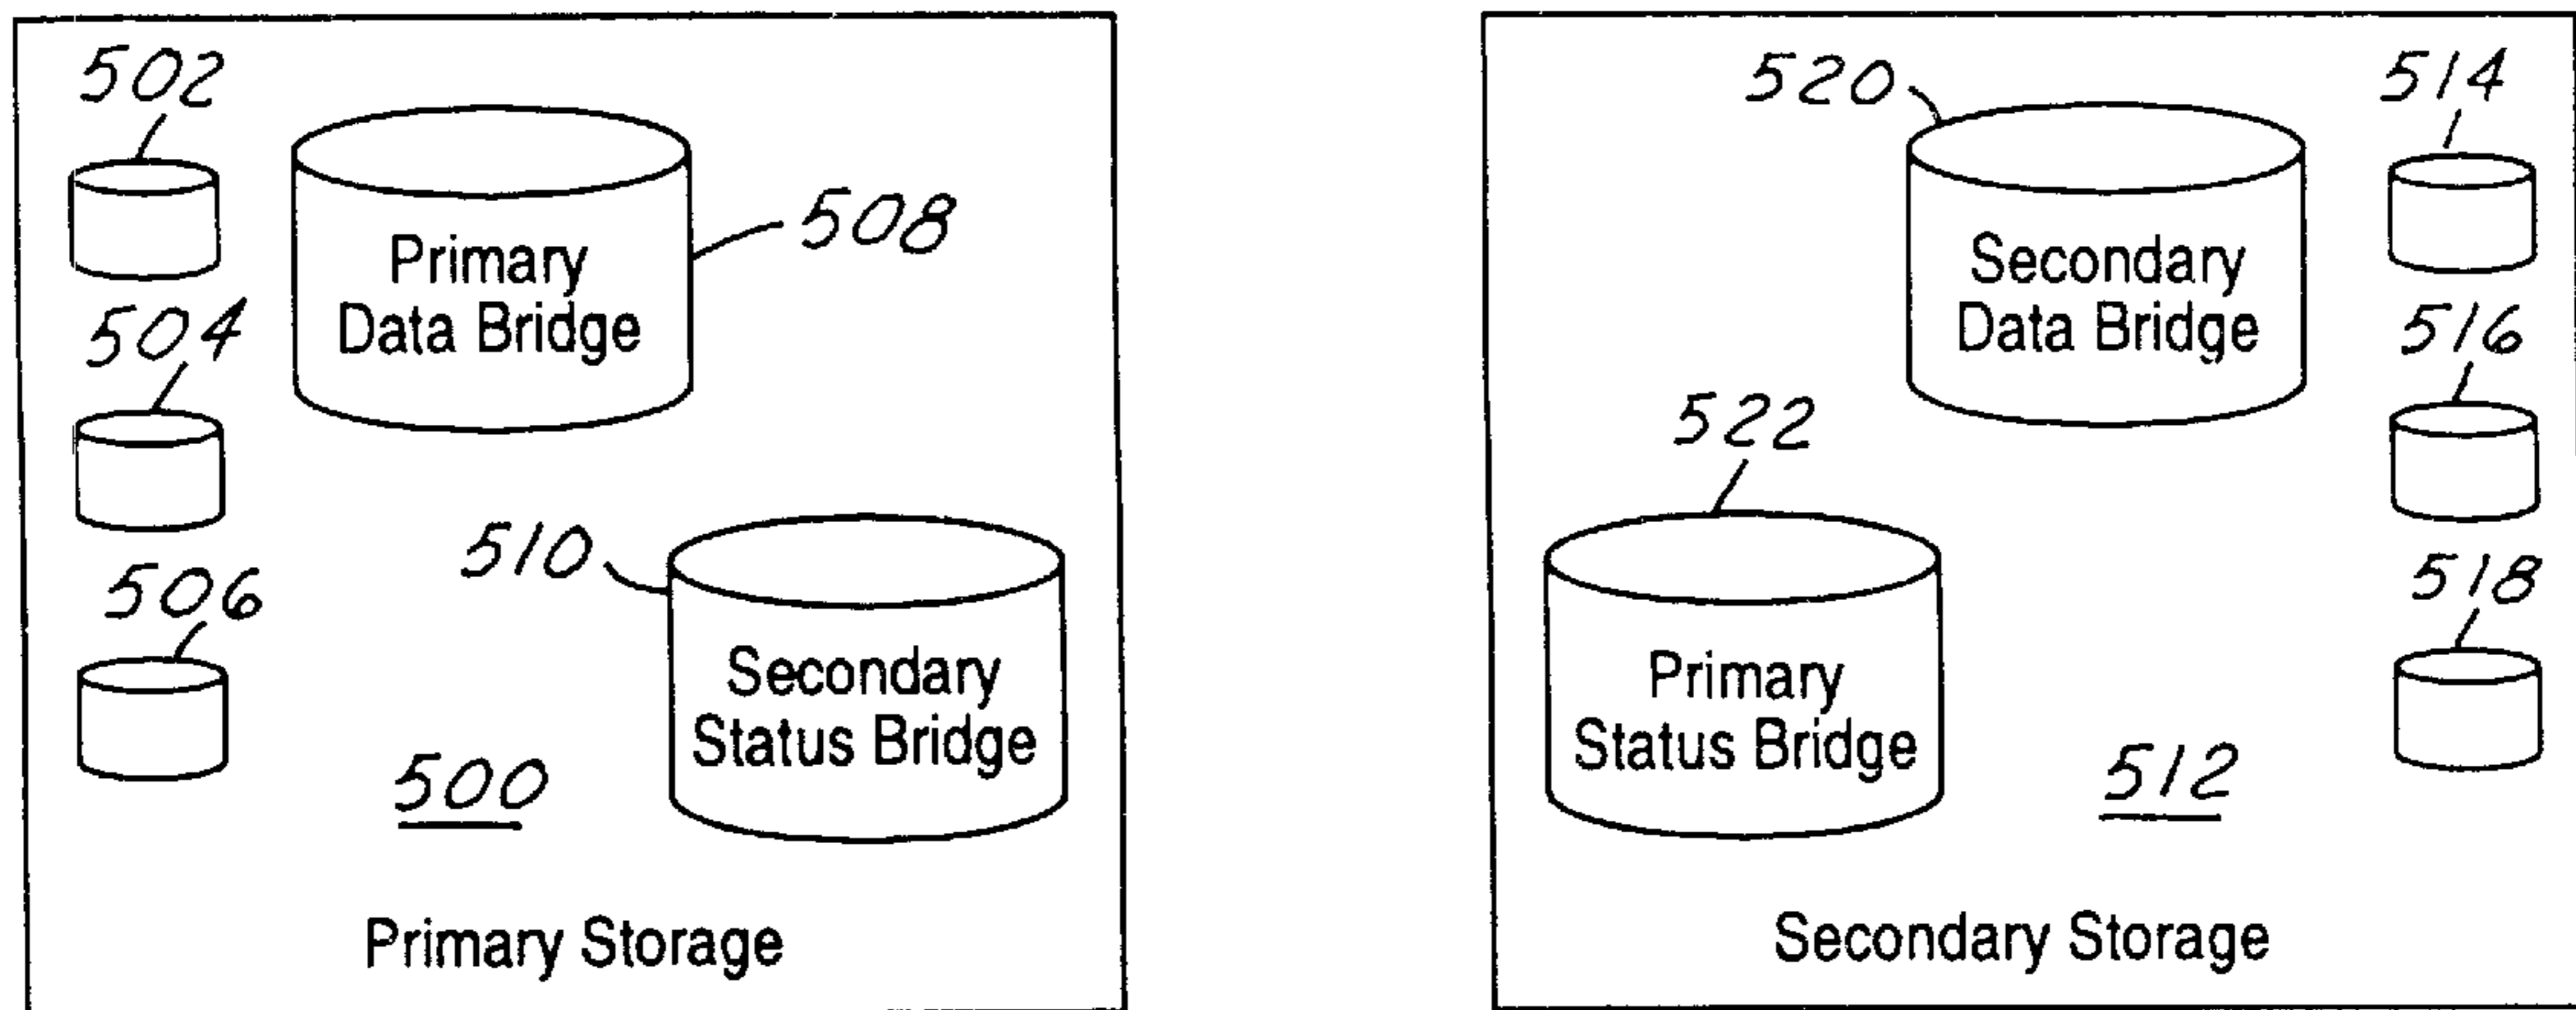 502
508
Primary
Data Bridge
504
510
506
Secondary
Status Bridge
500
Primary Storage
520
514
Secondary
Data Bridge
516
522
518
Primary
Status Bridge
512
Secondary Storage